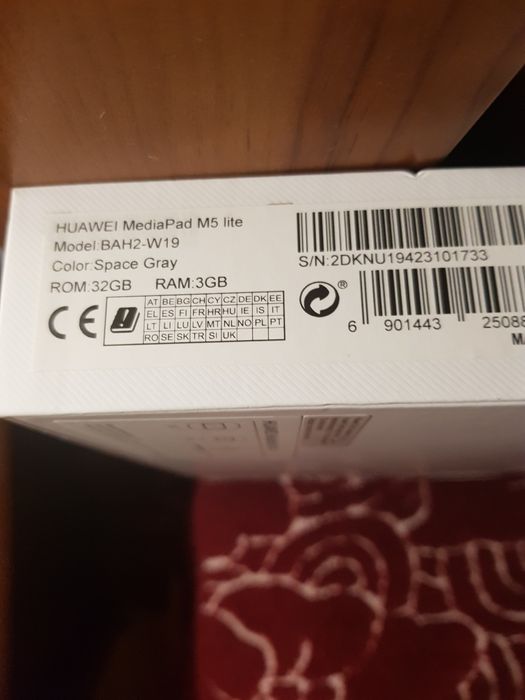 HUAWEI MediaPad M5 lite
Model:BAH2-W19
Color:Space Gray
ROM:32GB RAM:3GB
CE
AT BE BG CH CY CZ DE DK EE
EL ES FI FR HR HU IE IS IT
LT LI LU LV MT NL NO PL PT
RO SE SK TR SI UK
S/N:2DKNU19423101733
®
6 901443 25088